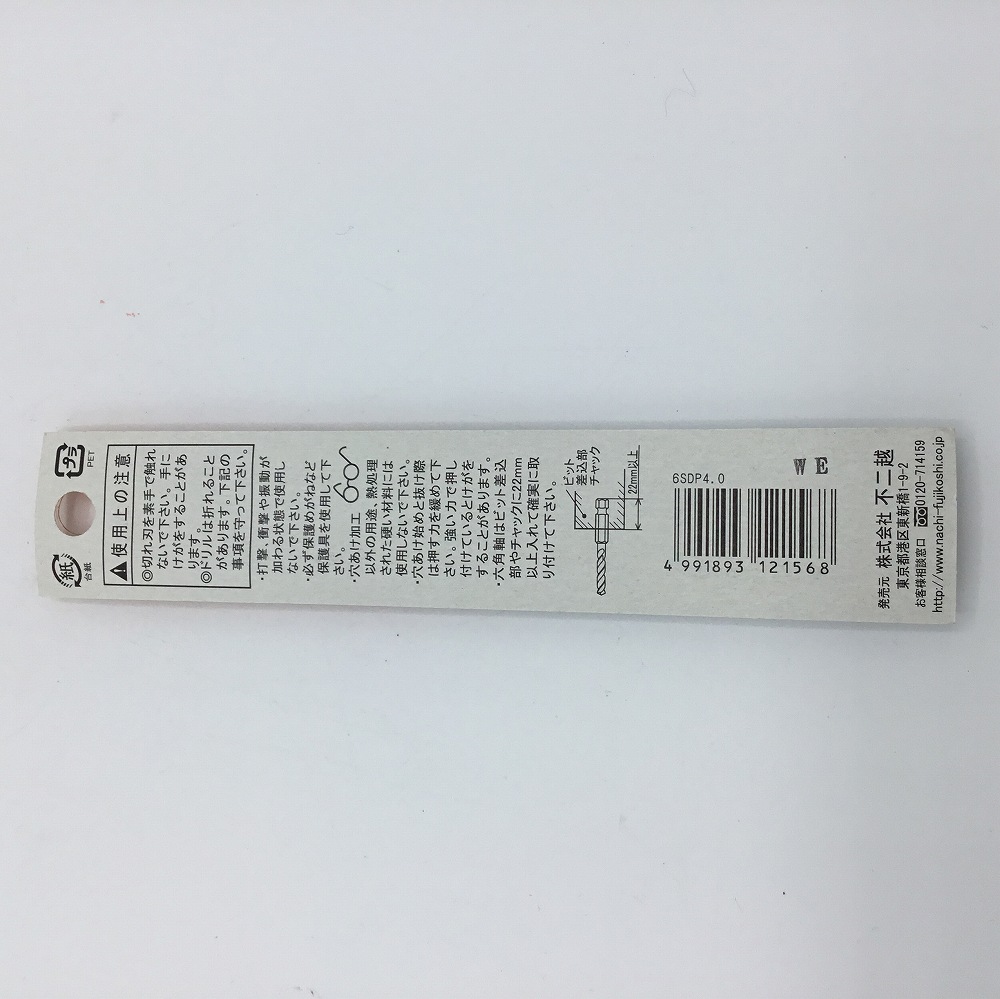 プラ
PET
紙
台紙
使用上の注意
◎切れ刃を素手で触れ
ないで下さい。手に
けがをすることがあ
ります。
◎ドリルは折れること
があります。下記の
事項を守って下さい。
・打撃、衝撃や振動が
加わる状態で使用し
ないで下さい。
・必ず保護めがねなど
保護具を使用して下
さい。
・穴あけ加工
以外の用途、熱処理
された硬い材料には
使用しないで下さい。
・穴あけ始めと抜け際
は押す力を緩めて下
さい。強い力で押し
付けているとけがを
することがあります。
・六角軸はビット差込
部やチャックに22mm
以上入れて確実に取
り付けて下さい。
ビット
差込部
チャック
22mm以上
6SDP4.0
W E
4 991893 121568
発売元 株式会社 不二越
東京都港区東新橋1-9-2
お客様相談窓口 0120-714159
http://www.nachi-fujikoshi.co.jp